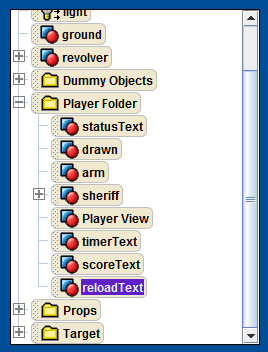 light
ground
revolver
Dummy Objects
Player Folder
statusText
drawn
arm
sheriff
Player View
timerText
scoreText
reloadText
Props
Target